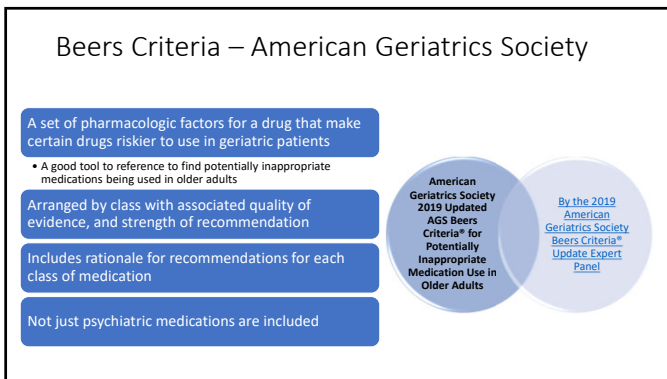 Beers Criteria – American Geriatrics Society
A set of pharmacologic factors for a drug that make
certain drugs riskier to use in geriatric patients
• A good tool to reference to find potentially inappropriate
medications being used in older adults
Arranged by class with associated quality of
evidence, and strength of recommendation
Includes rationale for recommendations for each
class of medication
Not just psychiatric medications are included
American
Geriatrics Society
2019 Updated
AGS Beers
Criteria® for
Potentially
Inappropriate
Medication Use in
Older Adults
By the 2019
American
Geriatrics Society
Beers Criteria®
Update Expert
Panel